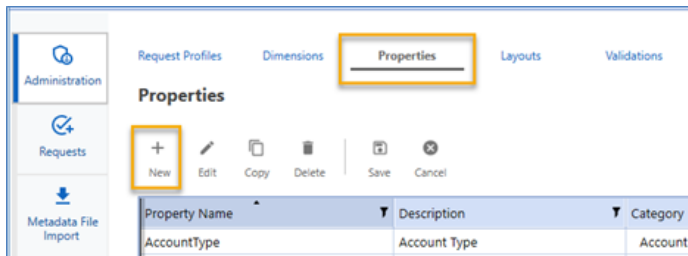 Administration
Requests
Metadata File
Import
Request Profiles Dimensions Properties Layouts Validations
Properties
New Edit Copy Delete Save Cancel
Property Name Description Category
AccountType Account Type Account